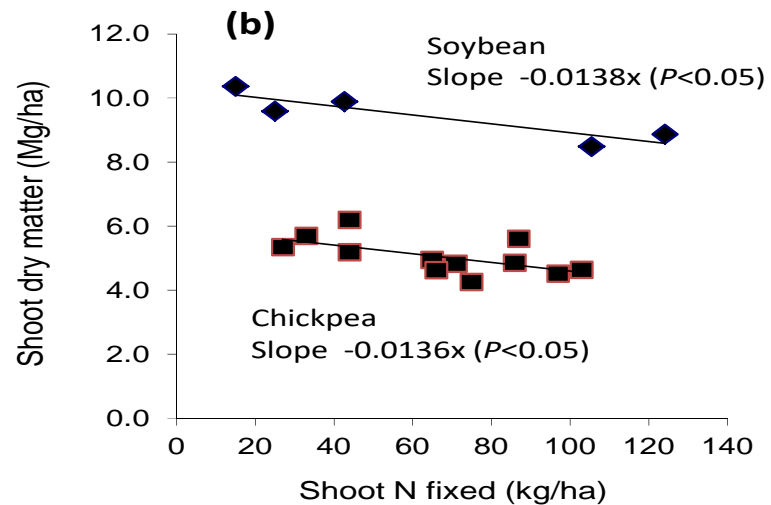 (b)
12.0
10.0
8.0
6.0
4.0
2.0
0.0
Shoot dry matter (Mg/ha)
Soybean
Slope -0.0138x (P<0.05)
Chickpea
Slope -0.0136x (P<0.05)
0 20 40 60 80 100 120 140
Shoot N fixed (kg/ha)